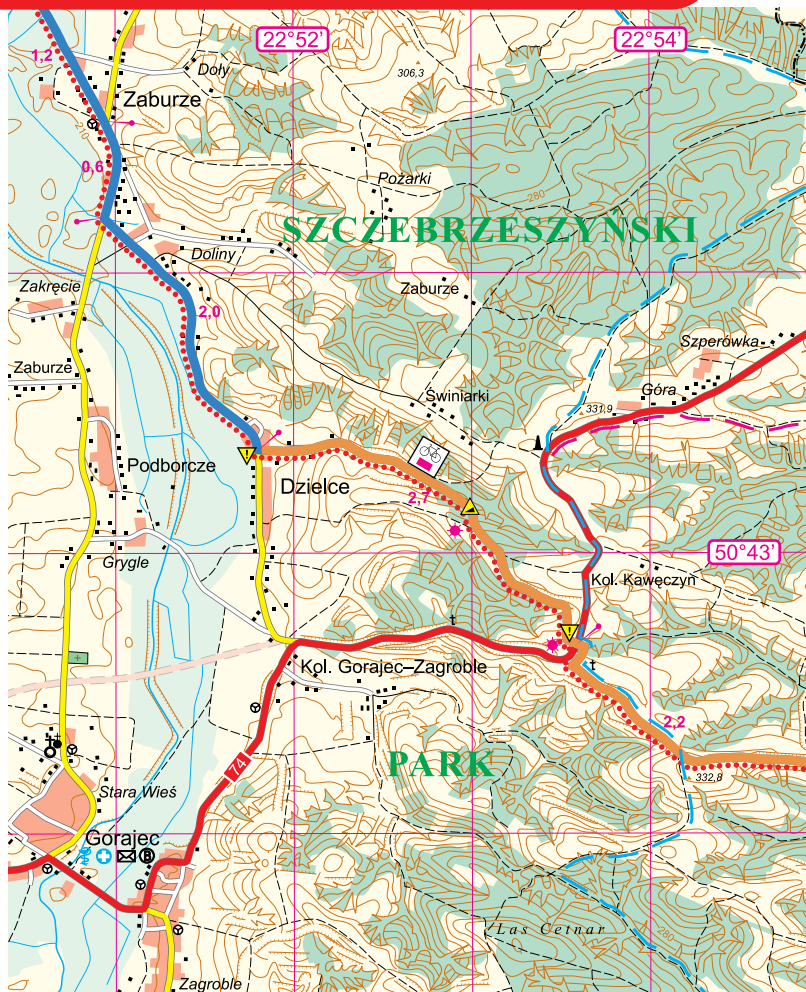 22°52’
22°54’
1,2
Doły
306,3
Zaburze
210
0,6
Pożarki
280
SZCZEBRZESZYŃSKI
Doliny
Zakręcie
Zaburze
2,0
Szperówka
Zaburze
Świniarki
Góra
331,9
Podborcze
Dzielce
2,7
50°43’
Grygle
Kol. Kawęczyn
t
Kol. Gorajec–Zagroble
t
2,2
74
PARK
332,8
Stara Wieś
Gorajec
B
Las Cetnar
280
Zagroble